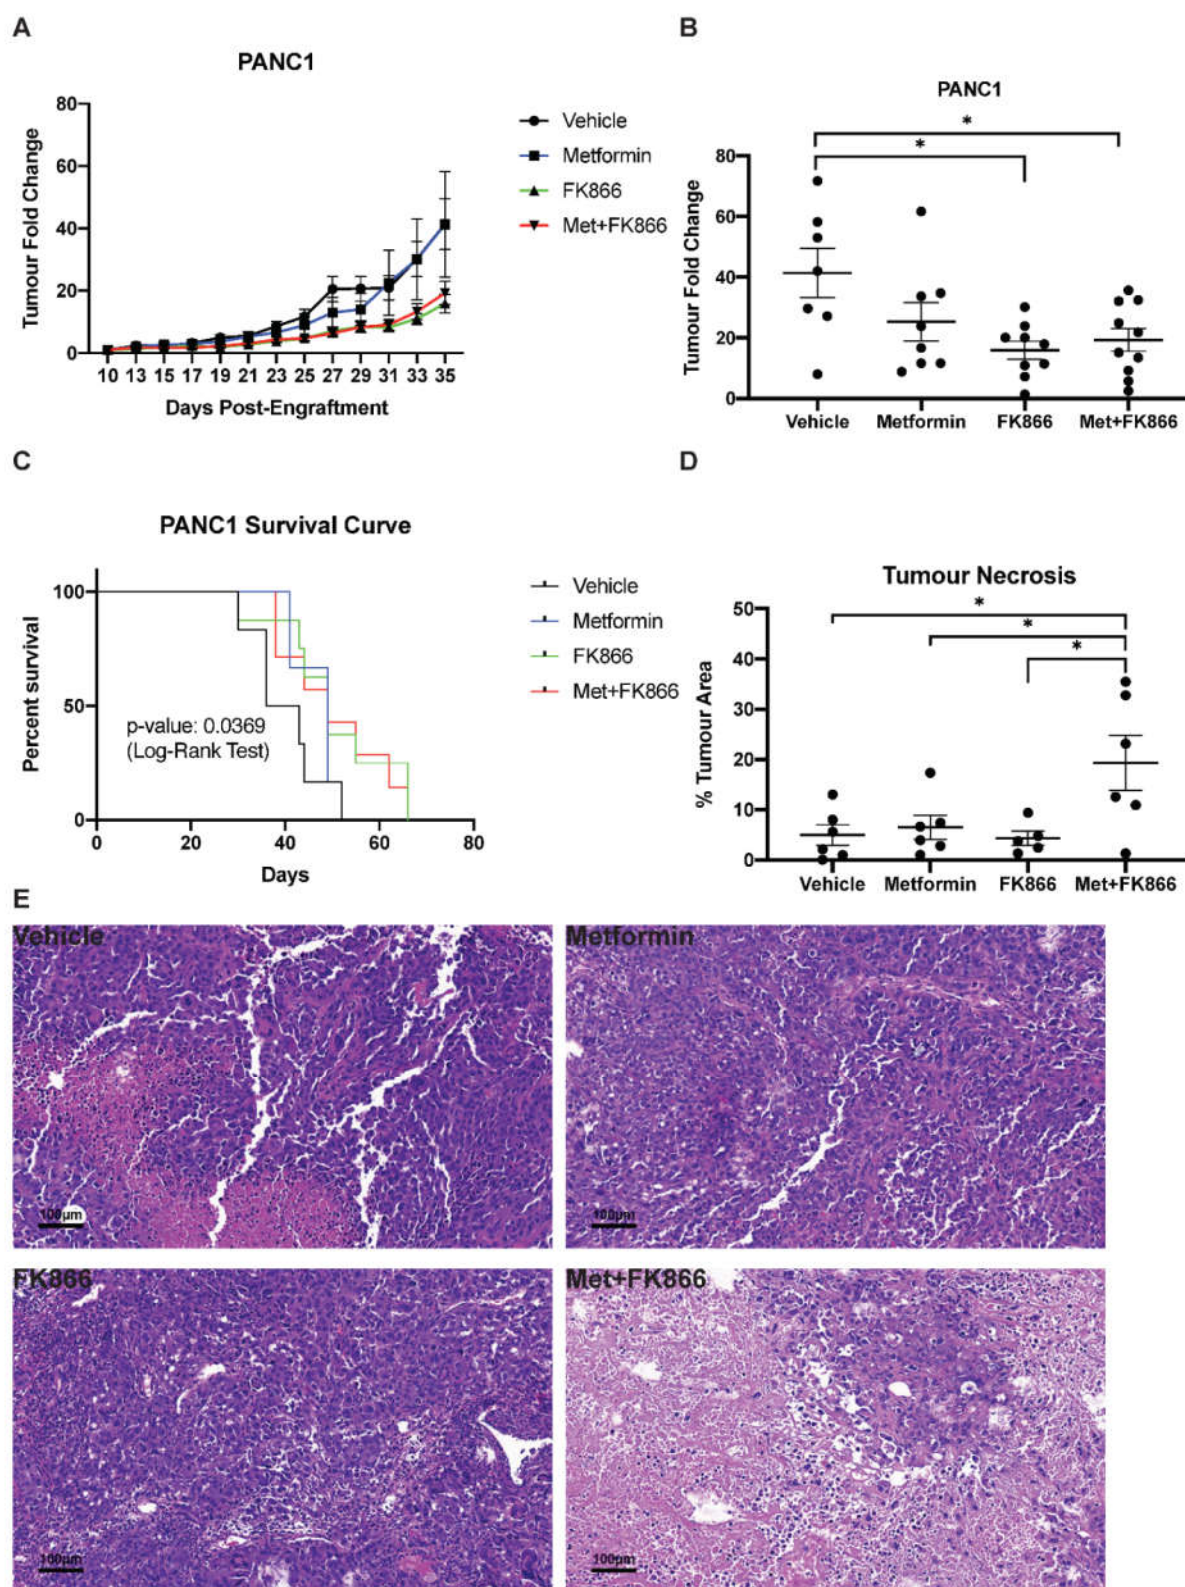 A
PANC1
80
60
40
20
0
Tumour Fold Change
10 13 15 17 19 21 23 25 27 29 31 33 35
Days Post-Engraftment
Vehicle
Metformin
FK866
Met+FK866
B
PANC1
*
*
80
60
40
20
0
Tumour Fold Change
Vehicle Metformin FK866 Met+FK866
C
PANC1 Survival Curve
100
50
0
Percent survival
p-value: 0.0369
(Log-Rank Test)
0 20 40 60 80
Days
Vehicle
Metformin
FK866
Met+FK866
D
Tumour Necrosis
*
*
*
50
40
30
20
10
0
% Tumour Area
Vehicle Metformin FK866 Met+FK866
E
Vehicle
100µm
Metformin
100µm
FK866
100µm
Met+FK866
100µm